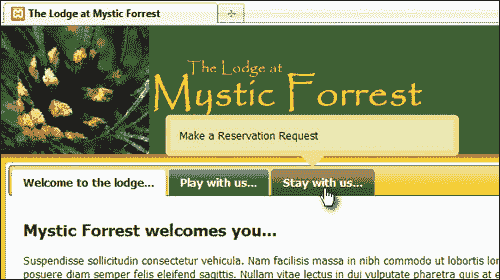 The Lodge at Mystic Forrest
The Lodge at
Mystic Forrest
Make a Reservation Request
Welcome to the lodge... Play with us... Stay with us...
Mystic Forrest welcomes you...
Suspendisse sollicitudin consectetur vehicula. Nam facilisis massa in nibh commodo ut lobortis lo
posuere diam semper felis eleifend sagittis. Nullam vitae lectus in dui vulputate pharetra quis at e